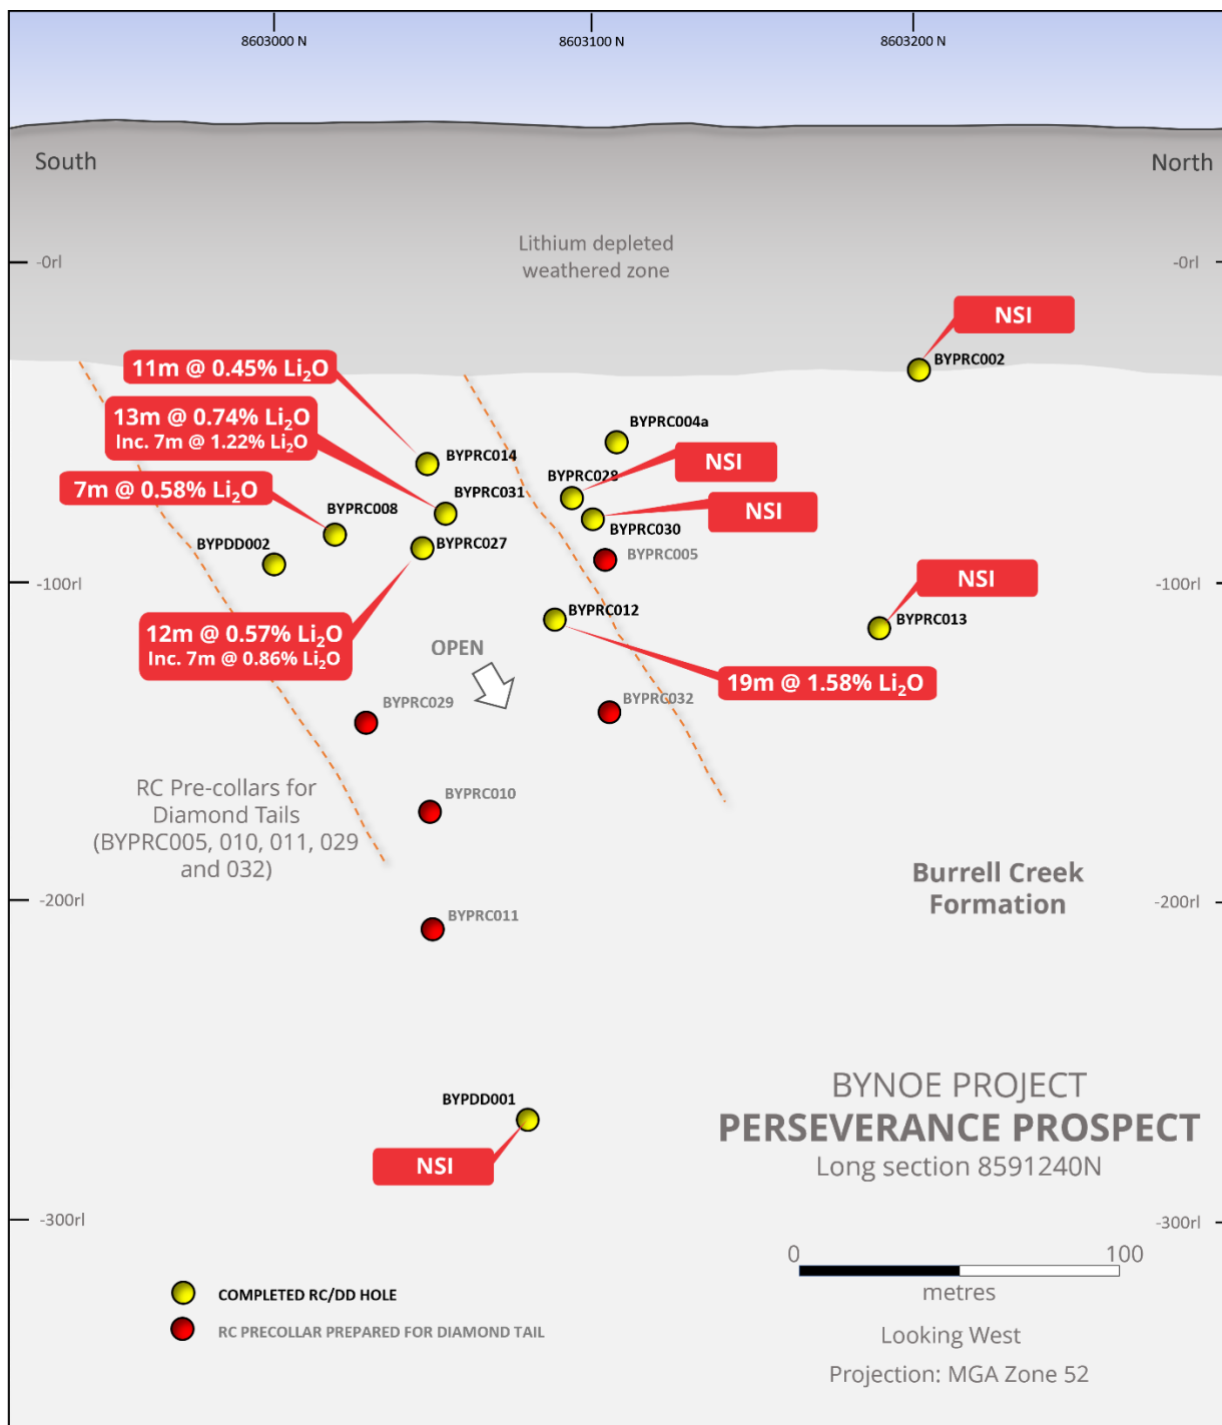 8603000 N
8603100 N
8603200 N
South
North
Lithium depleted
weathered zone
-0rl
-0rl
NSI
BYPRC002
11m @ 0.45% Li₂O
13m @ 0.74% Li₂O
Inc. 7m @ 1.22% Li₂O
BYPRC004a
BYPRC014
NSI
BYPRC028
7m @ 0.58% Li₂O
BYPRC031
BYPRC008
NSI
BYPRC030
BYPDD002
BYPRC027
BYPRC005
-100rl
-100rl
NSI
BYPRC012
BYPRC013
12m @ 0.57% Li₂O
Inc. 7m @ 0.86% Li₂O
OPEN
19m @ 1.58% Li₂O
BYPRC029
BYPRC032
RC Pre-collars for
Diamond Tails
(BYPRC005, 010, 011, 029
and 032)
BYPRC010
Burrell Creek
Formation
-200rl
-200rl
BYPRC011
BYPDD001
NSI
BYNOE PROJECT
PERSEVERANCE PROSPECT
Long section 8591240N
-300rl
-300rl
0
100
metres
COMPLETED RC/DD HOLE
RC PRECOLLAR PREPARED FOR DIAMOND TAIL
Looking West
Projection: MGA Zone 52